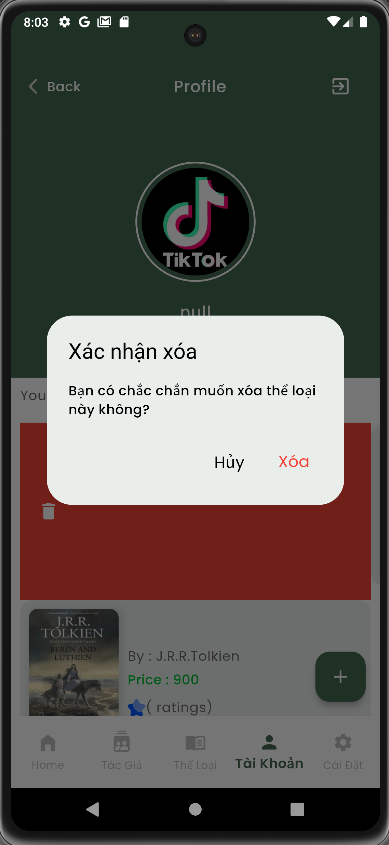 8:03
Back
Profile
TikTok
null
Xác nhận xóa
You
Bạn có chắc chắn muốn xóa thể loại
này không?
Hủy
Xóa
J.R.R.
TOLKIEN
BEREN AND
LÚTHIEN
By : J.R.R.Tolkien
Price : 900
( ratings)
+
Home
Tác Giả
Thể Loại
Tài Khoản
Cài Đặt